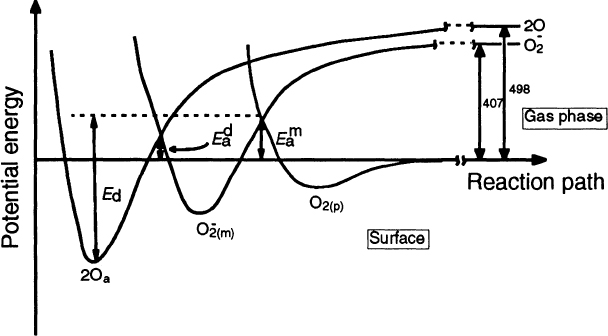 Potential energy
2O
O₂⁻
407
498
Gas phase
Reaction path
Ed
Eₐᵈ
Eₐᵐ
O₂⁻(m)
O₂(p)
2Oₐ
Surface